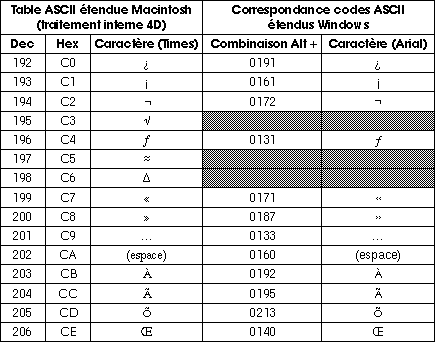 Table ASCII étendue Macintosh (traitement interne 4D) Correspondance codes ASCII étendus Windows
Dec Hex Caractère (Times) Combinaison Alt + Caractère (Arial)
192 C0 ¿ 0191 ¿
193 C1 ¡ 0161 ¡
194 C2 ¬ 0172 ¬
195 C3 √
196 C4 ƒ 0131 ƒ
197 C5 ≈
198 C6 Δ
199 C7 « 0171 «
200 C8 » 0187 »
201 C9 … 0133 …
202 CA (espace) 0160 (espace)
203 CB À 0192 À
204 CC Ã 0195 Ã
205 CD Õ 0213 Õ
206 CE Œ 0140 Œ